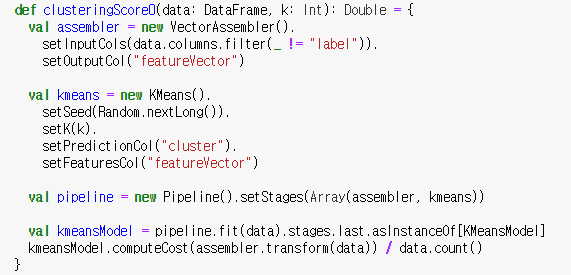 def clusteringScore0(data: DataFrame, k: Int): Double = {
  val assembler = new VectorAssembler().
    setInputCols(data.columns.filter(_ != "label")).
    setOutputCol("featureVector")

  val kmeans = new KMeans().
    setSeed(Random.nextLong()).
    setK(k).
    setPredictionCol("cluster").
    setFeaturesCol("featureVector")

  val pipeline = new Pipeline().setStages(Array(assembler, kmeans))

  val kmeansModel = pipeline.fit(data).stages.last.asInstanceOf[KMeansModel]
  kmeansModel.computeCost(assembler.transform(data)) / data.count()
}